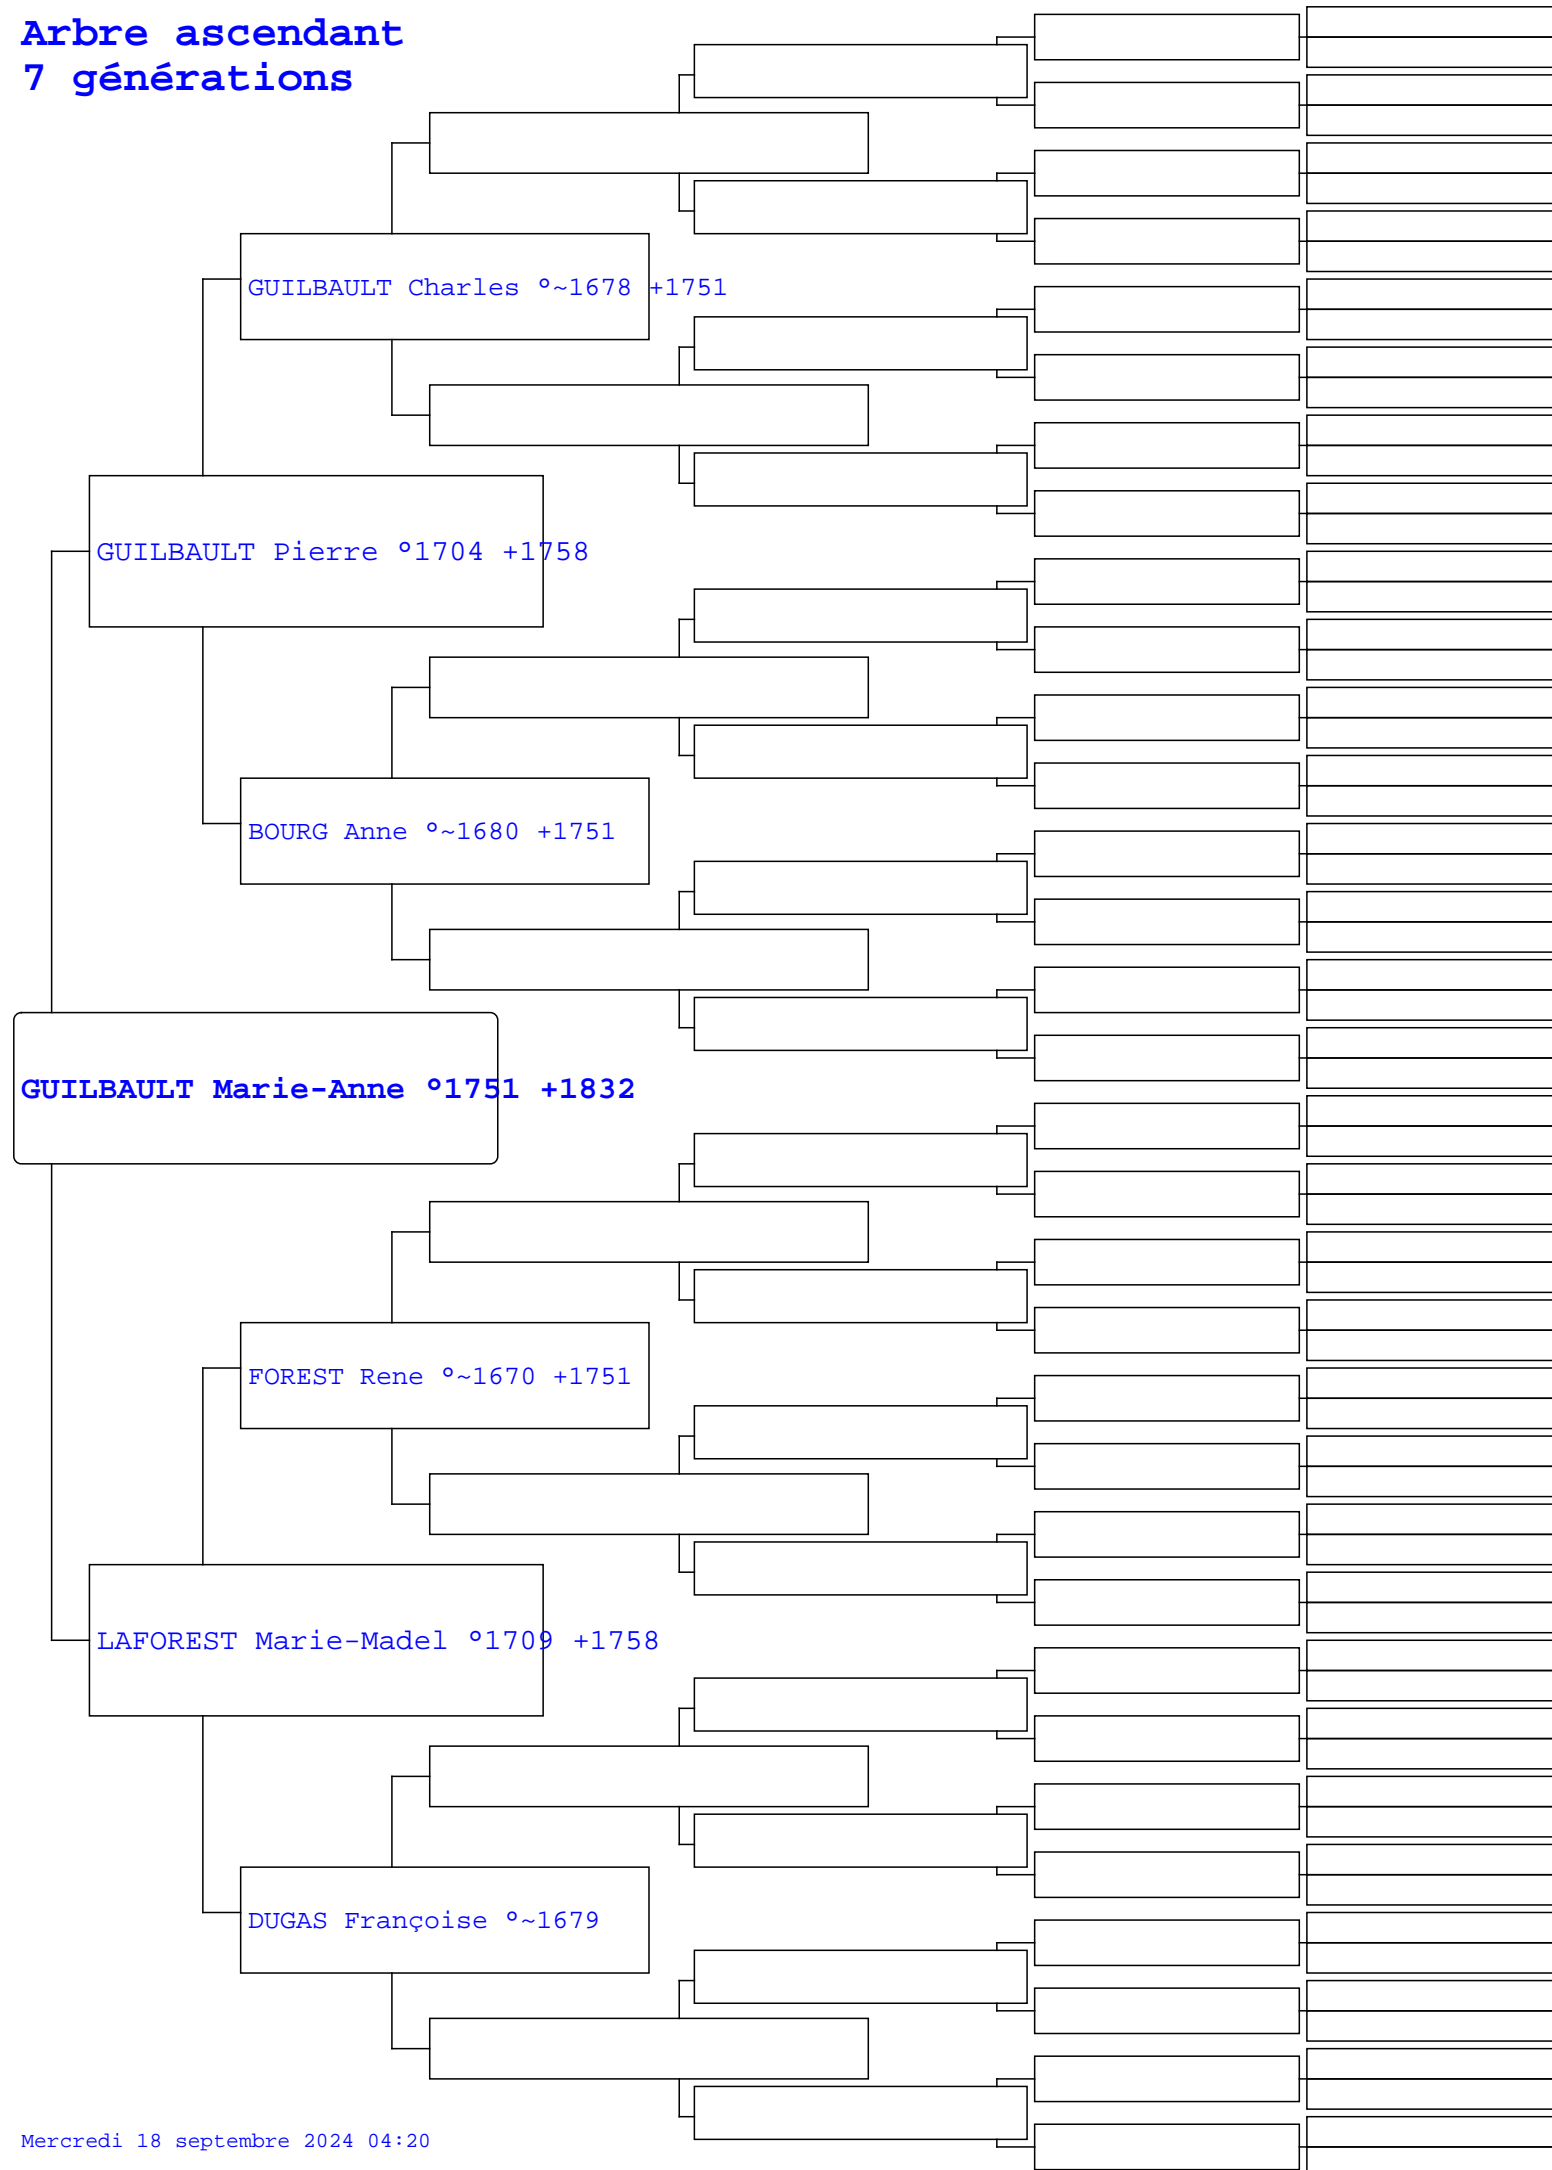 Arbre ascendant
7 générations
GUILBAULT Charles °~1678 +1751
GUILBAULT Pierre °1704 +1758
BOURG Anne °~1680 +1751
GUILBAULT Marie-Anne °1751 +1832
FOREST Rene °~1670 +1751
LAFOREST Marie-Madel °1709 +1758
DUGAS Françoise °~1679
Mercredi 18 septembre 2024 04:20